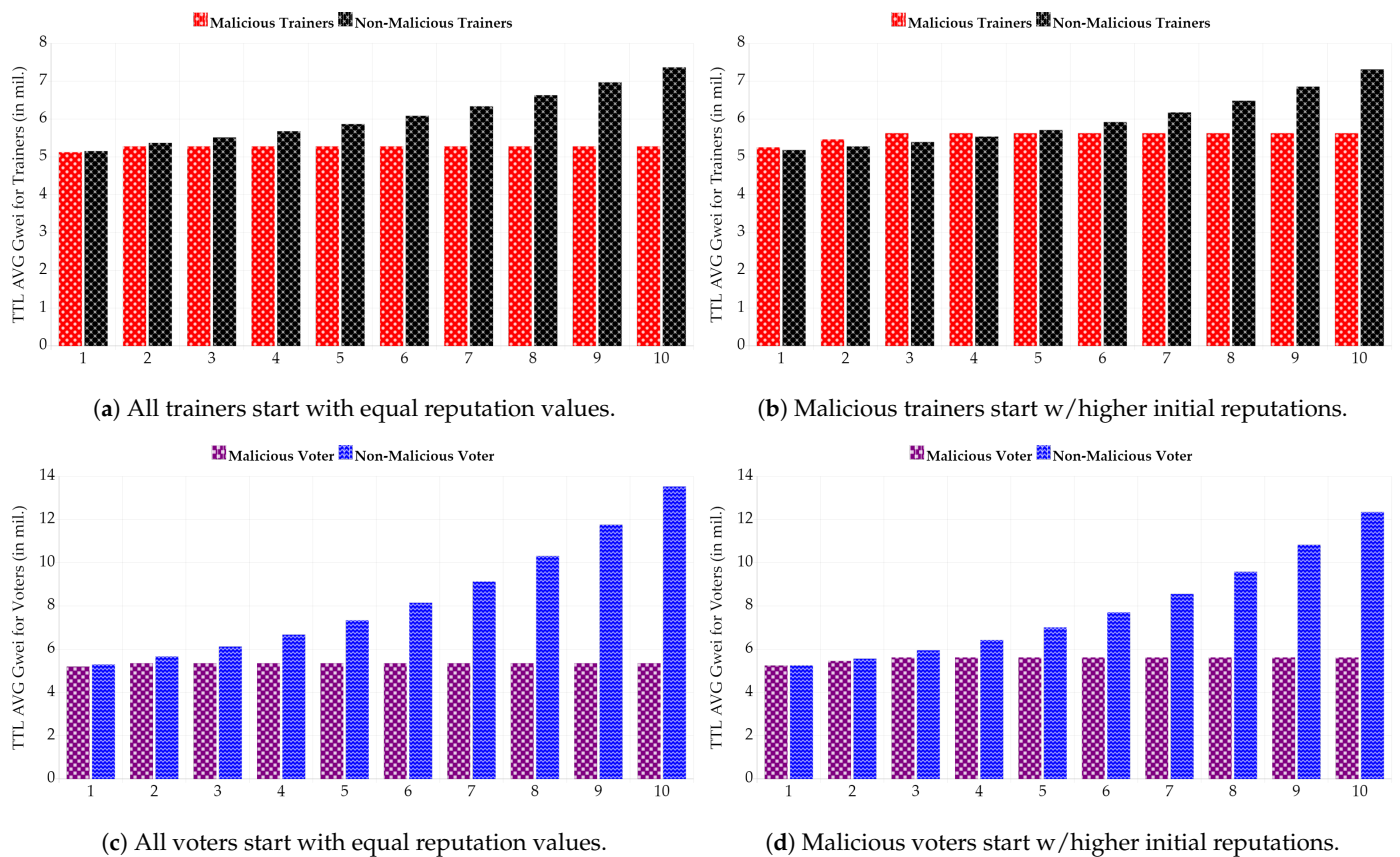 Malicious Trainers Non-Malicious Trainers
TTL AVG Gwei for Trainers (in mil.)
8
7
6
5
4
3
2
1
0
1 2 3 4 5 6 7 8 9 10
(a) All trainers start with equal reputation values.
Malicious Trainers Non-Malicious Trainers
TTL AVG Gwei for Trainers (in mil.)
8
7
6
5
4
3
2
1
0
1 2 3 4 5 6 7 8 9 10
(b) Malicious trainers start w/higher initial reputations.
Malicious Voter Non-Malicious Voter
TTL AVG Gwei for Voters (in mil.)
14
12
10
8
6
4
2
0
1 2 3 4 5 6 7 8 9 10
(c) All voters start with equal reputation values.
Malicious Voter Non-Malicious Voter
TTL AVG Gwei for Voters (in mil.)
14
12
10
8
6
4
2
0
1 2 3 4 5 6 7 8 9 10
(d) Malicious voters start w/higher initial reputations.